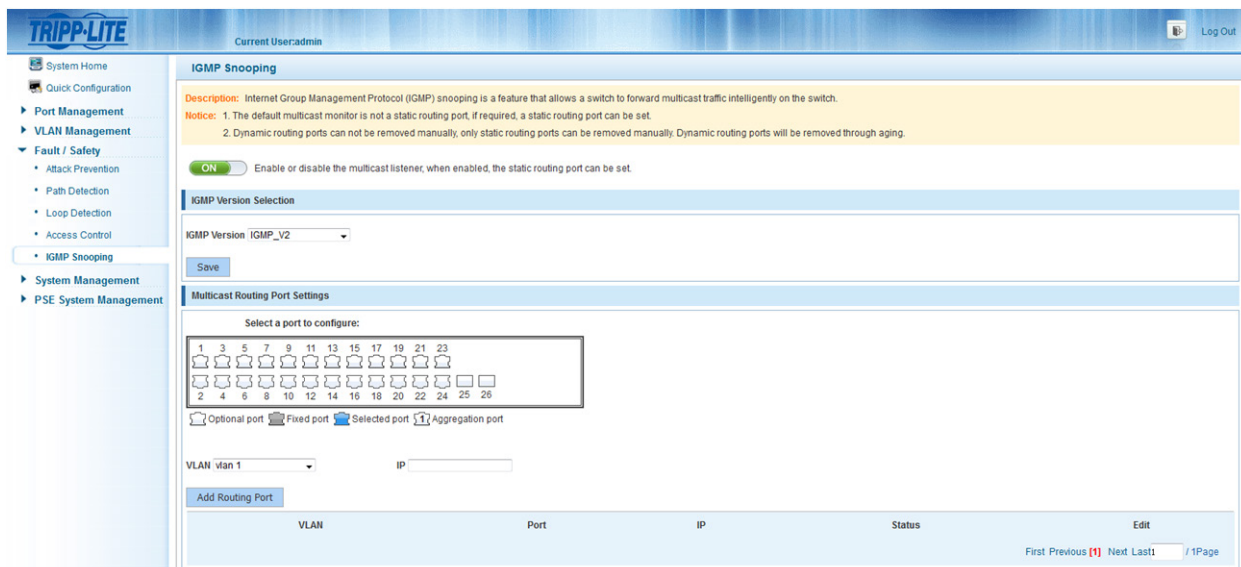 TRIPP·LITE
Current User:admin
Log Out
System Home
Quick Configuration
Port Management
VLAN Management
Fault / Safety
• Attack Prevention
• Path Detection
• Loop Detection
• Access Control
• IGMP Snooping
System Management
PSE System Management
IGMP Snooping
Description: Internet Group Management Protocol (IGMP) snooping is a feature that allows a switch to forward multicast traffic intelligently on the switch.
Notice: 1. The default multicast monitor is not a static routing port, if required, a static routing port can be set.
2. Dynamic routing ports can not be removed manually, only static routing ports can be removed manually. Dynamic routing ports will be removed through aging.
ON Enable or disable the multicast listener, when enabled, the static routing port can be set.
IGMP Version Selection
IGMP Version IGMP_V2
Save
Multicast Routing Port Settings
Select a port to configure:
1 3 5 7 9 11 13 15 17 19 21 23
2 4 6 8 10 12 14 16 18 20 22 24 25 26
Optional port Fixed port Selected port 1 Aggregation port
VLAN vlan 1 IP
Add Routing Port
VLAN Port IP Status Edit
First Previous [1] Next Last 1 / 1Page